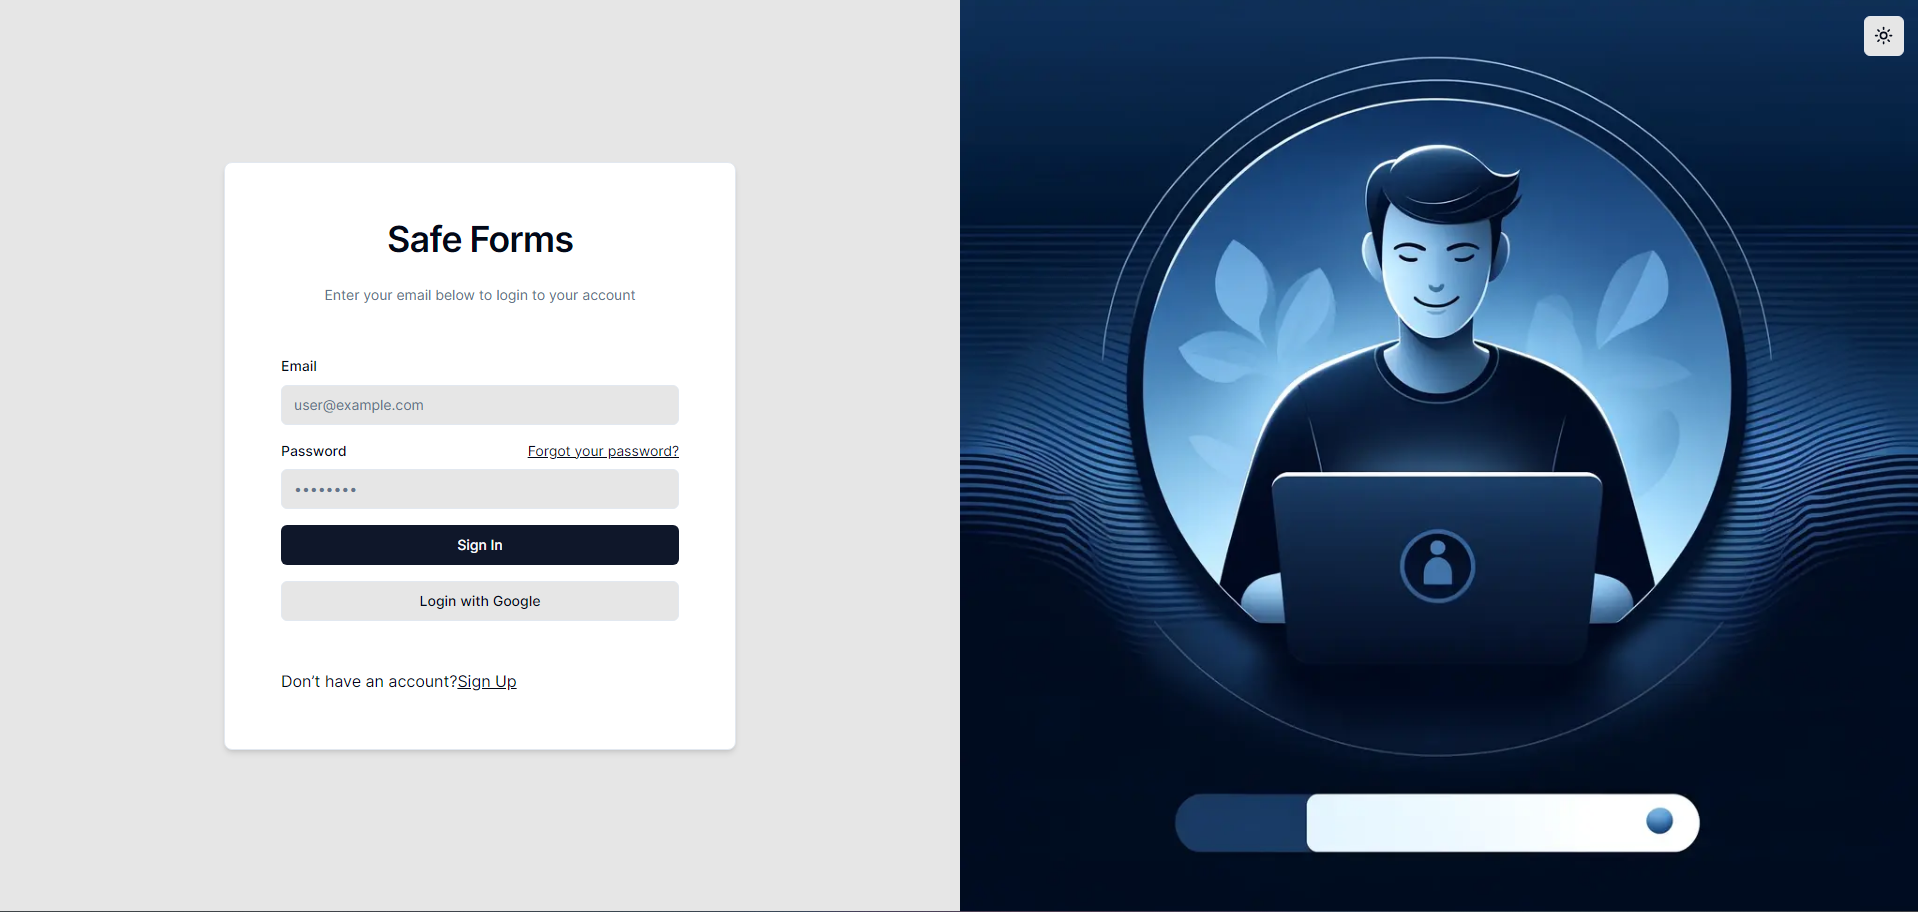 Safe Forms
Enter your email below to login to your account
Email
user@example.com
Password Forgot your password?
••••••••
Sign In
Login with Google
Don’t have an account?Sign Up